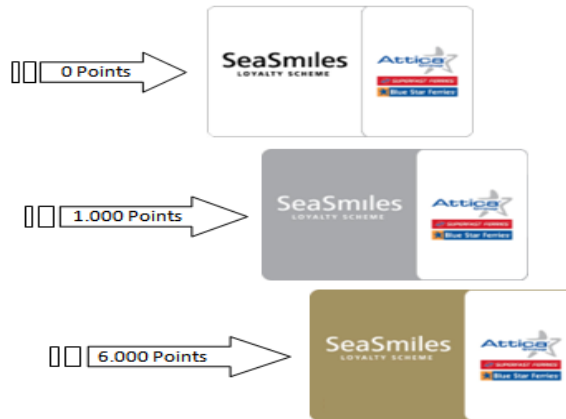 0 Points
SeaSmiles
LOYALTY SCHEME
Attica
SUPERFAST FERRIES
Blue Star Ferries
1.000 Points
SeaSmiles
LOYALTY SCHEME
Attica
SUPERFAST FERRIES
Blue Star Ferries
6.000 Points
SeaSmiles
LOYALTY SCHEME
Attica
SUPERFAST FERRIES
Blue Star Ferries